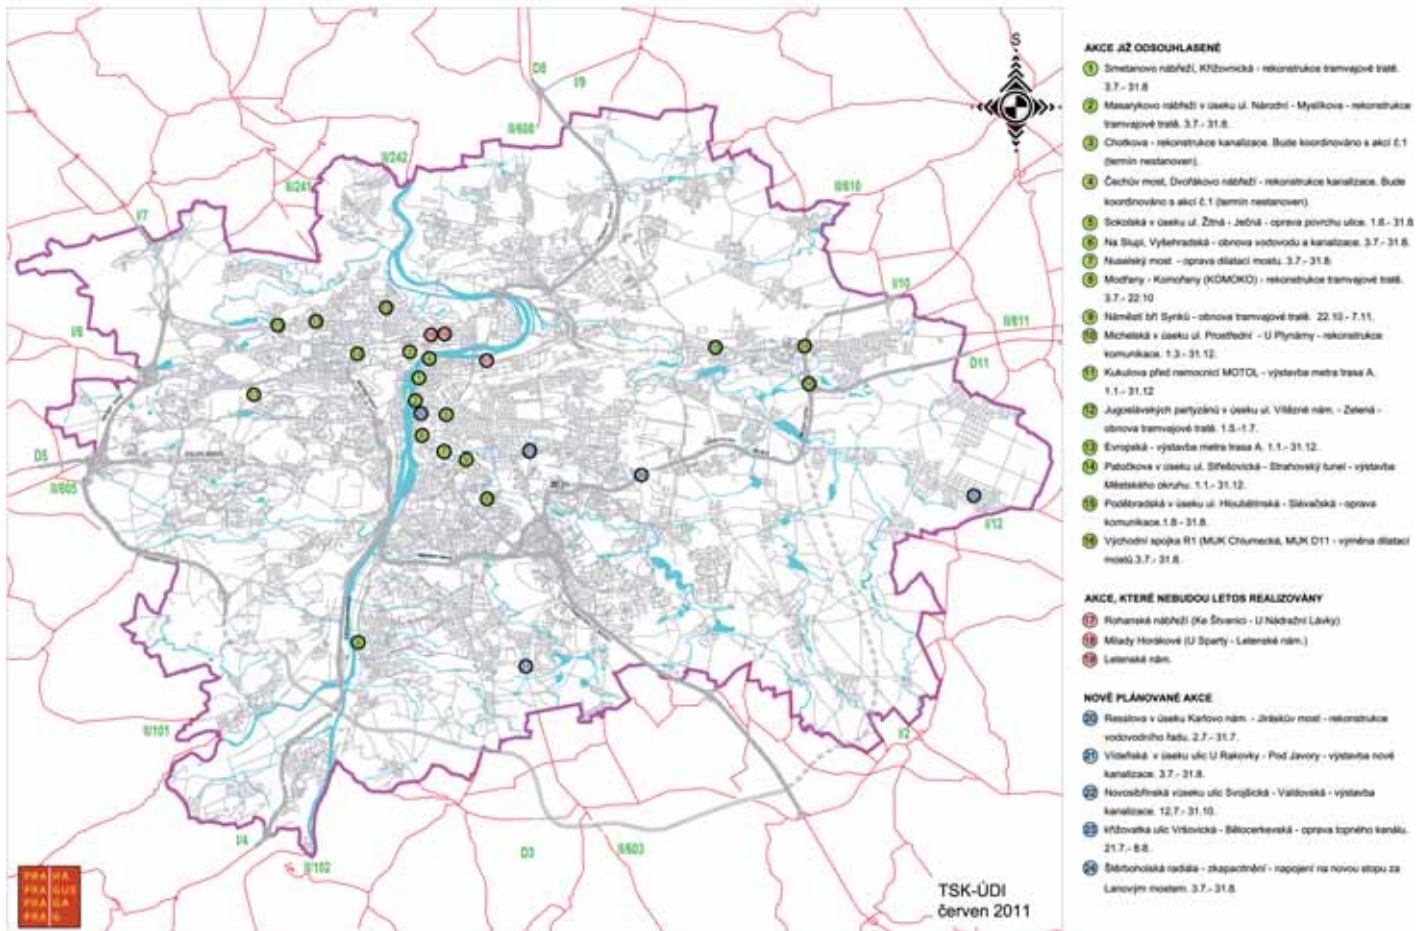 S
D8
I/9
II/608
II/242
II/241
I/7
II/610
I/10
II/611
D11
I/6
D5
II/605
I/12
II/101
I/2
I/4
II/102
D3
II/603
TSK-ÚDI
červen 2011
PRA HA
PRA GUE
PRA GA
PRA G
AKCE JIŽ ODSOUHLASENÉ
1 Smetanovo nábřeží, Křižovnická - rekonstrukce tramvajové tratě.
3.7.- 31.8
2 Masarykovo nábřeží v úseku ul. Národní - Myslíkova - rekonstrukce
tramvajové tratě. 3.7.- 31.8.
3 Chotkova - rekonstrukce kanalizace. Bude koordinováno s akcí č.1
(termín nestanoven).
4 Čechův most, Dvořákovo nábřeží - rekonstrukce kanalizace. Bude
koordinováno s akcí č.1 (termín nestanoven)
5 Sokolská v úseku ul. Žitná - Ječná - oprava povrchu ulice. 1.8.- 31.8
6 Na Slupi, Vyšehradská - obnova vodovodu a kanalizace. 3.7.- 31.8.
7 Nuselský most - oprava dilatací mostu. 3.7.- 31.8
8 Modřany - Komořany (KOMOKO) - rekonstrukce tramvajové tratě.
3.7.- 22.10
9 Náměstí bří Synků - obnova tramvajové tratě. 22.10.- 7.11.
10 Michelská v úseku ul. Prostřední - U Plynárny - rekonstrukce
komunikace. 1.3.- 31.12.
11 Kukulova před nemocnicí MOTOL - výstavba metra trasa A.
1.1.- 31.12
12 Jugoslávských partyzánů v úseku ul. Vítězné nám. - Zelená -
obnova tramvajové tratě. 1.5.-1.7.
13 Evropská - výstavba metra trasa A. 1.1.- 31.12.
14 Patočkova v úseku ul. Střešovická - Strahovský tunel - výstavba
Městského okruhu. 1.1.- 31.12.
15 Poděbradská v úseku ul. Hloubětínská - Slévačská - oprava
komunikace.1.8 - 31.8.
16 Východní spojka R1 (MUK Chlumecká, MUK D11 - výměna dilatací
mostů.3.7.- 31.8.
AKCE, KTERÉ NEBUDOU LETOS REALIZOVÁNY
17 Rohanské nábřeží (Ke Štvanici - U Nádražní Lávky)
18 Milady Horákové (U Sparty - Letenské nám.)
19 Letenské nám.
NOVĚ PLÁNOVANÉ AKCE
20 Resslova v úseku Karlovo nám. - Jiráskův most - rekonstrukce
vodovodního řadu. 2.7.- 31.7.
21 Vídeňská v úseku ulic U Rakovky - Pod Javory - výstavba nové
kanalizace. 3.7.- 31.8.
22 Novosibřinská vúseku ulic Svojšická - Valdovská - výstavba
kanalizace. 12.7.- 31.10.
23 křižovatka ulic Vršovická - Bělocerkevská - oprava topného kanálu.
21.7.- 8.8.
24 Štěrboholská radiála - zkapacitnění - napojení na novou stopu za
Lanovým mostem. 3.7.- 31.8